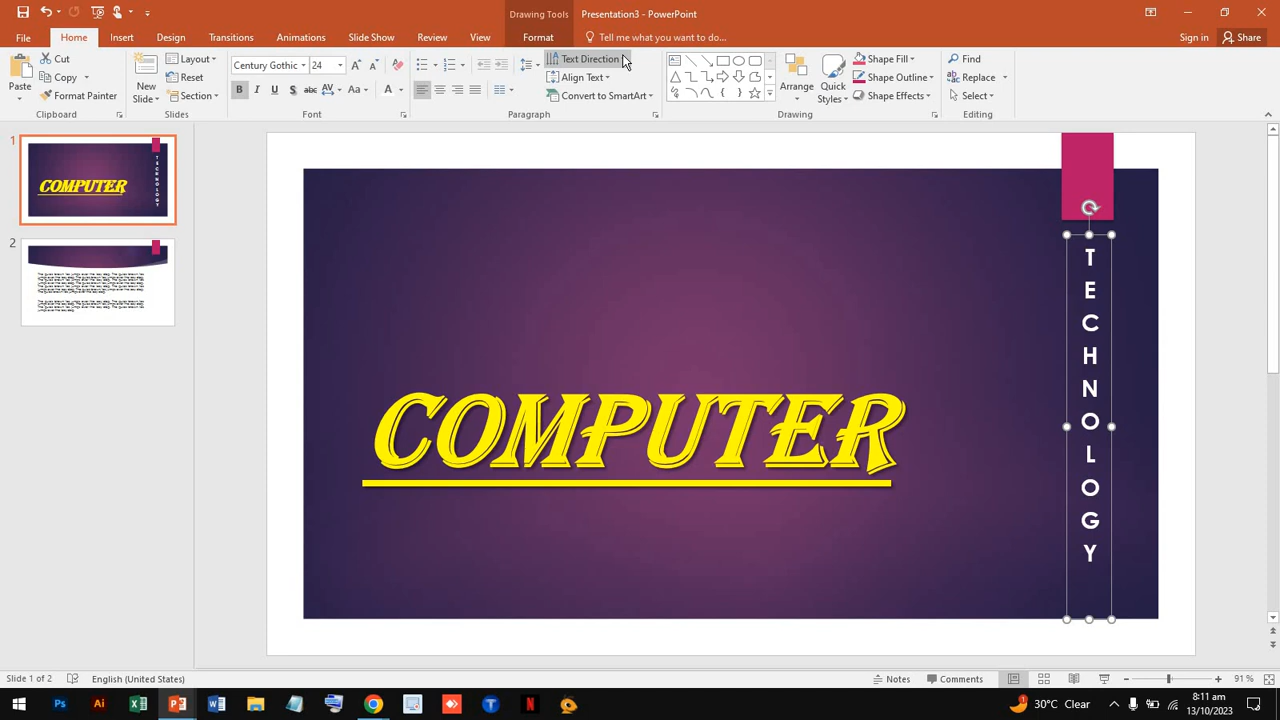 Drawing Tools
Presentation3 - PowerPoint
File
Home
Insert
Design
Transitions
Animations
Slide Show
Review
View
Format
Tell me what you want to do...
Sign in
Share
Paste
Cut
Copy
Format Painter
Clipboard
New
Slide
Layout
Reset
Section
Slides
Century Gothic
24
Font
Text Direction
Align Text
Convert to SmartArt
Paragraph
Arrange
Quick
Styles
Shape Fill
Shape Outline
Shape Effects
Drawing
Find
Replace
Select
Editing
1
COMPUTER
TECHNOLOGY
2
COMPUTER
T
E
C
H
N
O
L
O
G
Y
Slide 1 of 2
English (United States)
Notes
Comments
91 %
30°C Clear
8:11 am
13/10/2023